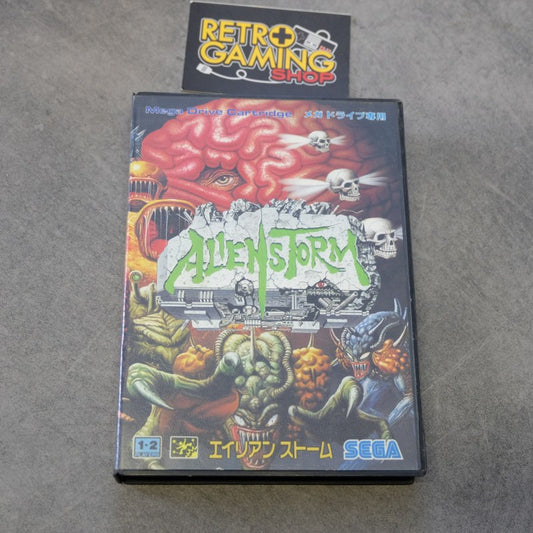 RETRO
GAMING
SHOP
Mega Drive Cartridge メガドライブ専用
ALIEN STORM
1-2
PLAYERS
エイリアン ストーム
SEGA